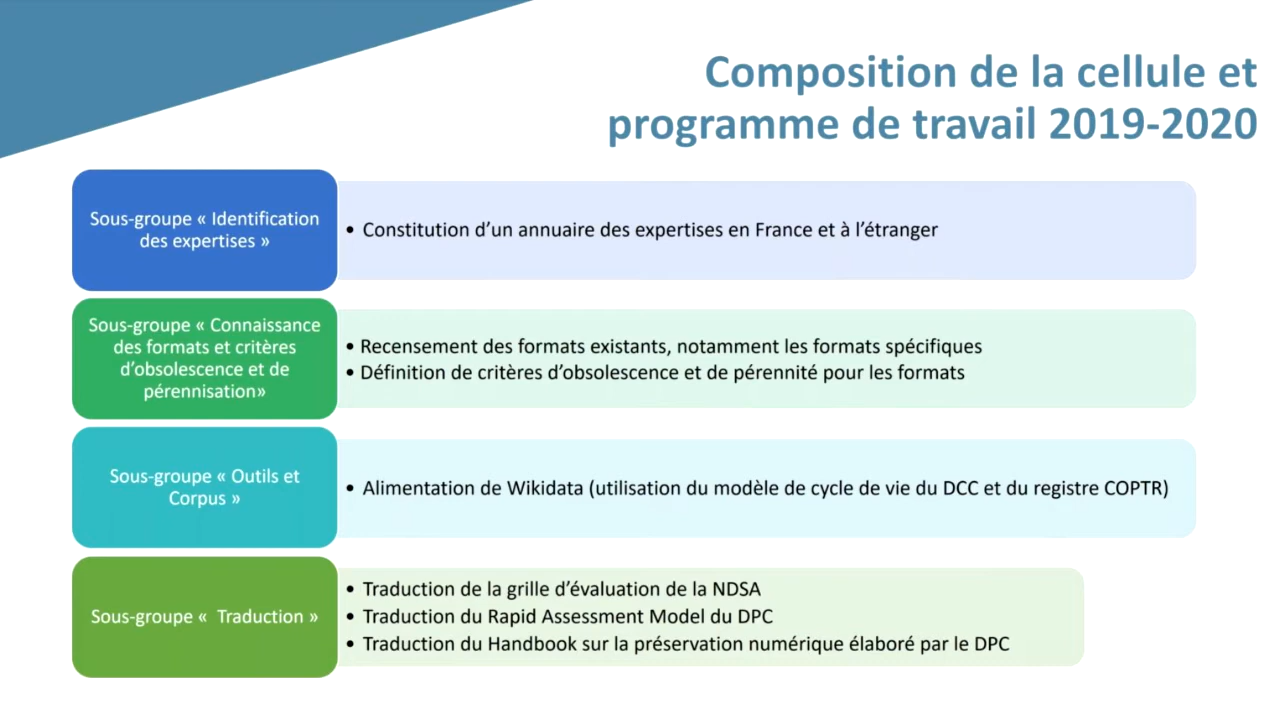 Composition de la cellule et
programme de travail 2019-2020
Sous-groupe « Identification
des expertises »
• Constitution d’un annuaire des expertises en France et à l’étranger
Sous-groupe « Connaissance
des formats et critères
d’obsolescence et de
pérennisation»
• Recensement des formats existants, notamment les formats spécifiques
• Définition de critères d’obsolescence et de pérennité pour les formats
Sous-groupe « Outils et
Corpus »
• Alimentation de Wikidata (utilisation du modèle de cycle de vie du DCC et du registre COPTR)
Sous-groupe « Traduction »
• Traduction de la grille d’évaluation de la NDSA
• Traduction du Rapid Assessment Model du DPC
• Traduction du Handbook sur la préservation numérique élaboré par le DPC